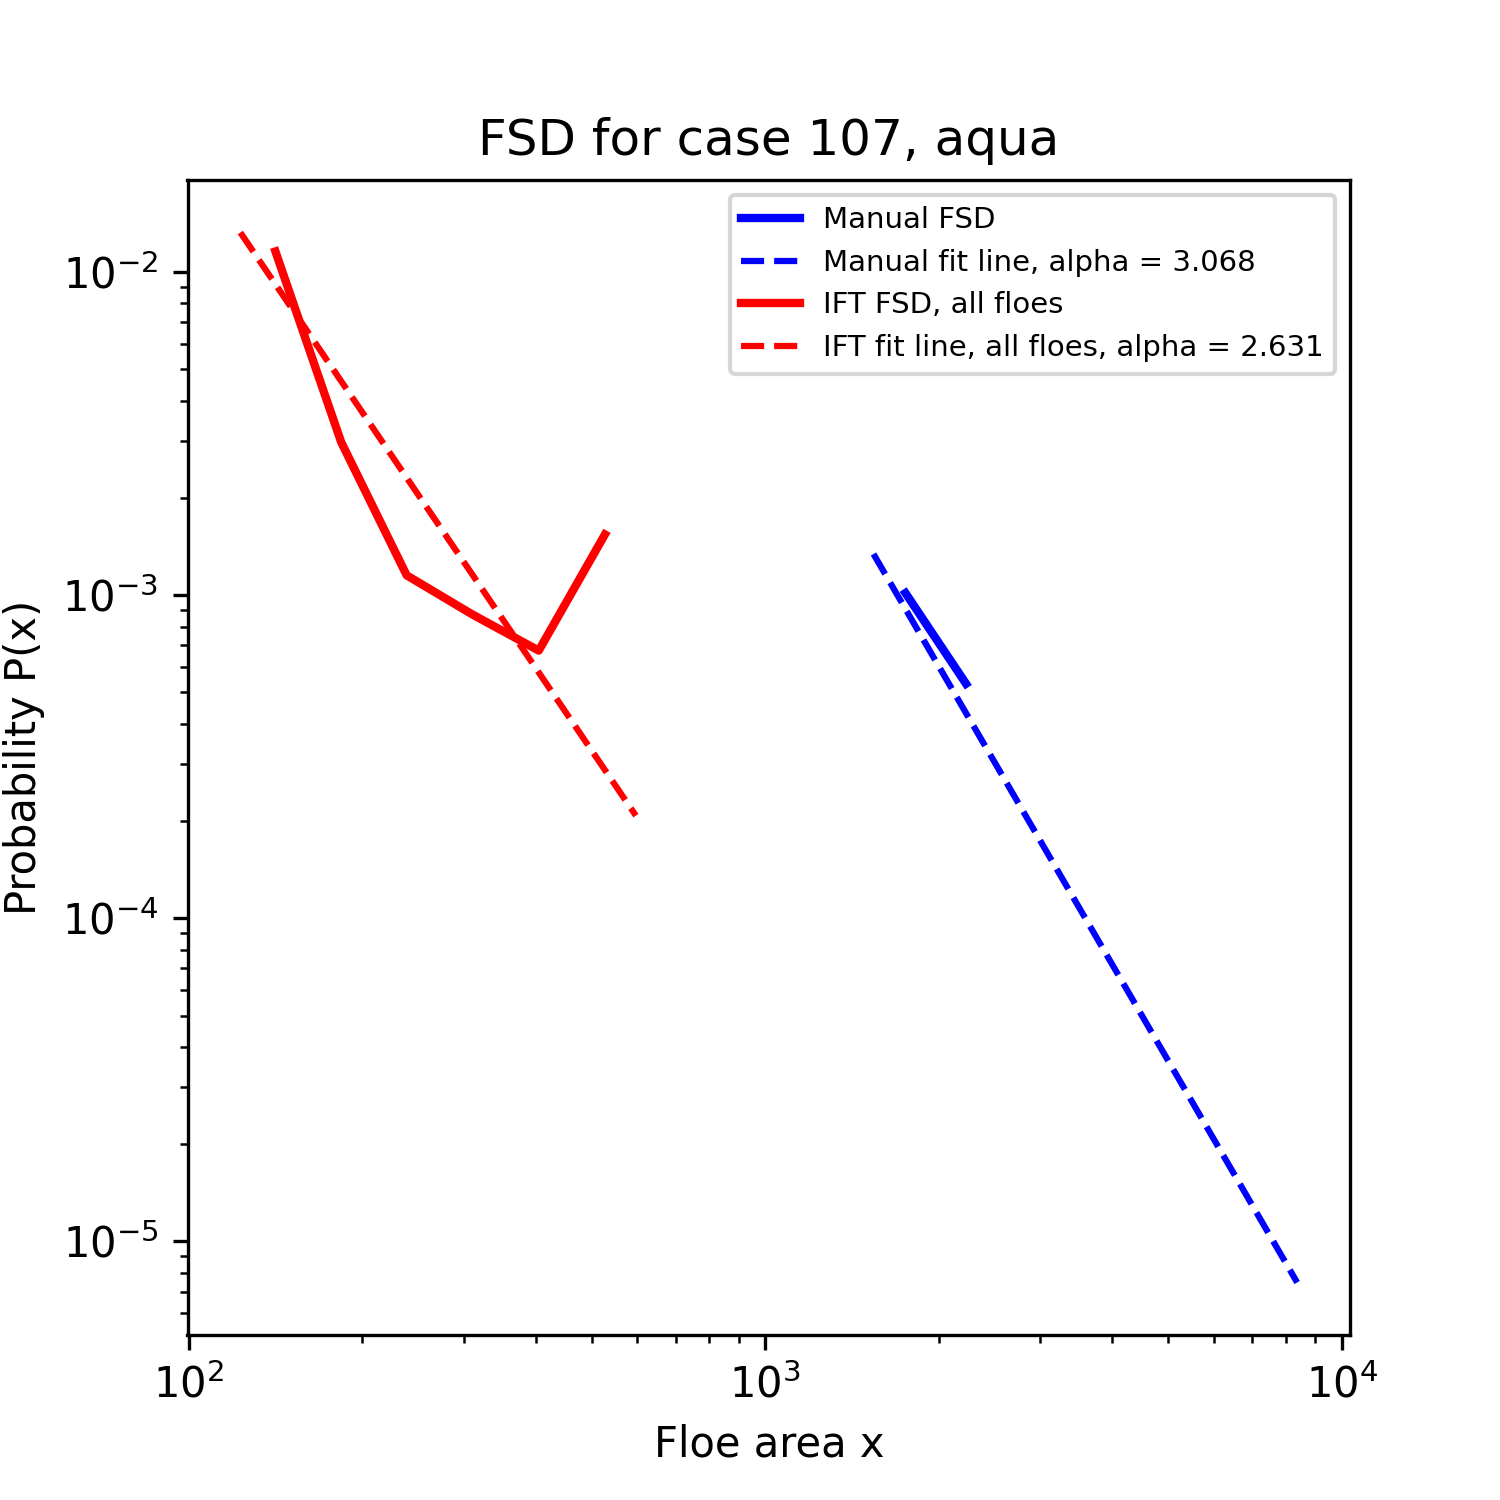 FSD for case 107, aqua
Manual FSD
Manual fit line, alpha = 3.068
IFT FSD, all floes
IFT fit line, all floes, alpha = 2.631
Probability P(x)
10⁻²
10⁻³
10⁻⁴
10⁻⁵
10² 10³ 10⁴
Floe area x